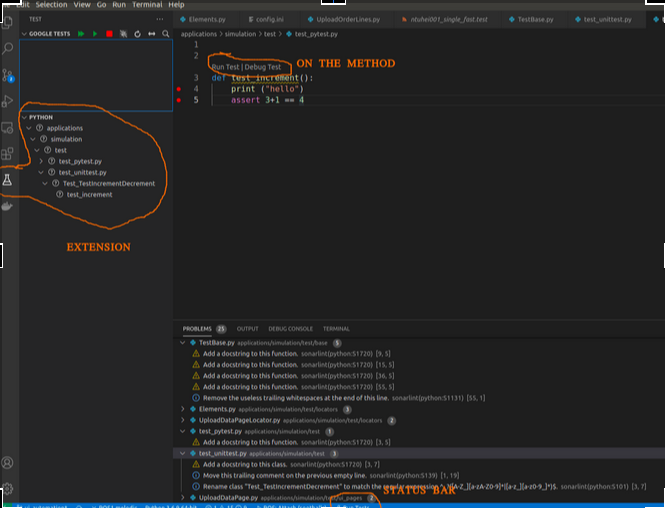 Edit Selection View Go Run Terminal Help
TEST
GOOGLE TESTS
Elements.py
config.ini
UploadOrderLines.py
ntuhei001_single_fast.test
TestBase.py
test_unittest.py
applications > simulation > test > test_pytest.py
1
2
Run Test | Debug Test
ON THE METHOD
3 def test_increment():
4 print ("hello")
5 assert 3+1 == 4
PYTHON
applications
simulation
test
test_pytest.py
test_unittest.py
Test_TestIncrementDecrement
test_increment
EXTENSION
PROBLEMS 25 OUTPUT DEBUG CONSOLE TERMINAL
TestBase.py applications/simulation/test/base 5
Add a docstring to this function. sonarlint(python:S1720) [9, 5]
Add a docstring to this function. sonarlint(python:S1720) [15, 5]
Add a docstring to this function. sonarlint(python:S1720) [36, 5]
Add a docstring to this function. sonarlint(python:S1720) [55, 5]
Remove the useless trailing whitespaces at the end of this line. sonarlint(python:S1131) [55, 1]
Elements.py applications/simulation/test/locators 3
UploadDataPageLocator.py applications/simulation/test/locators 2
test_pytest.py applications/simulation/test 1
Add a docstring to this function. sonarlint(python:S1720) [3, 5]
test_unittest.py applications/simulation/test 3
Add a docstring to this class. sonarlint(python:S1720) [3, 7]
Move this trailing comment on the previous empty line. sonarlint(python:S139) [1, 19]
Rename class "Test_TestIncrementDecrement" to match the regular expression
sonarlint(python:S101) [3, 7]
STATUS BAR
UploadDataPage.py applications/simulation/test/ui_pages 2